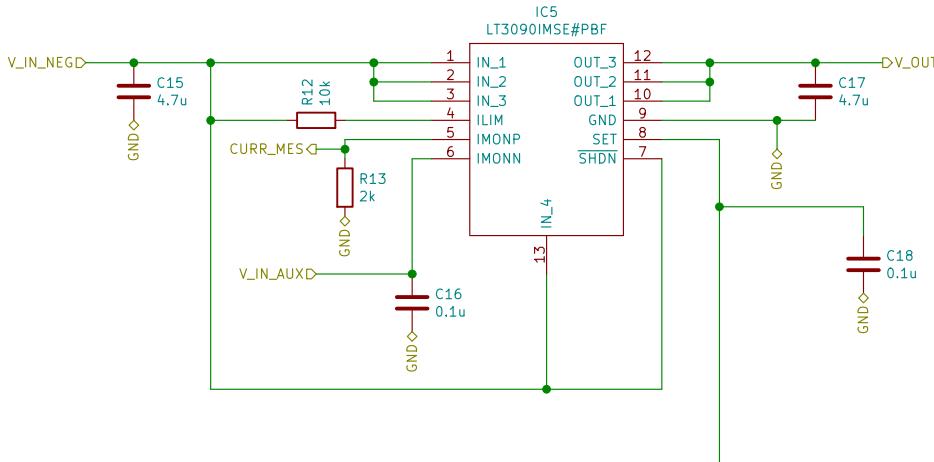 IC5
LT3090IMSE#PBF
V_IN_NEG
1
IN_1
OUT_3
12
V_OUT
C15
4.7u
R12
10k
2
IN_2
OUT_2
11
C17
4.7u
3
IN_3
OUT_1
10
4
ILIM
GND
9
GND
CURR_MES
5
IMONP
SET
8
6
IMONN
SHDN
7
GND
R13
2k
GND
IN_4
13
V_IN_AUX
C16
0.1u
C18
0.1u
GND
GND